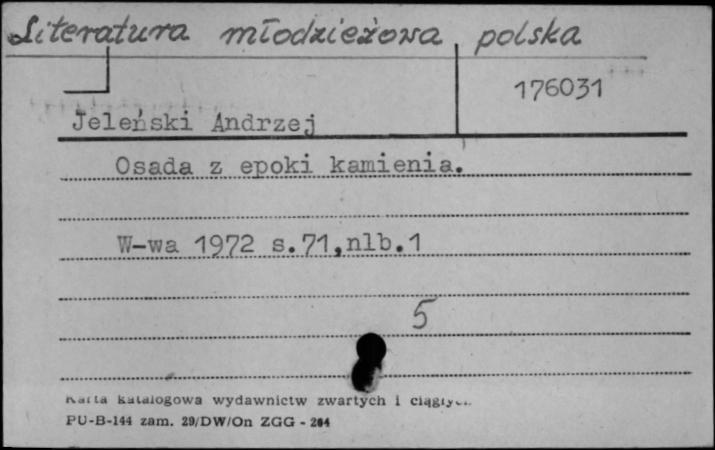 Literatura młodzieżowa polska
176031
Jeleński Andrzej
Osada z epoki kamienia.
W-wa 1972 s.71,nlb.1
5
Karta katalogowa wydawnictw zwartych i ciągłych.
PU-B-144 zam. 29/DW/On ZGG - 264